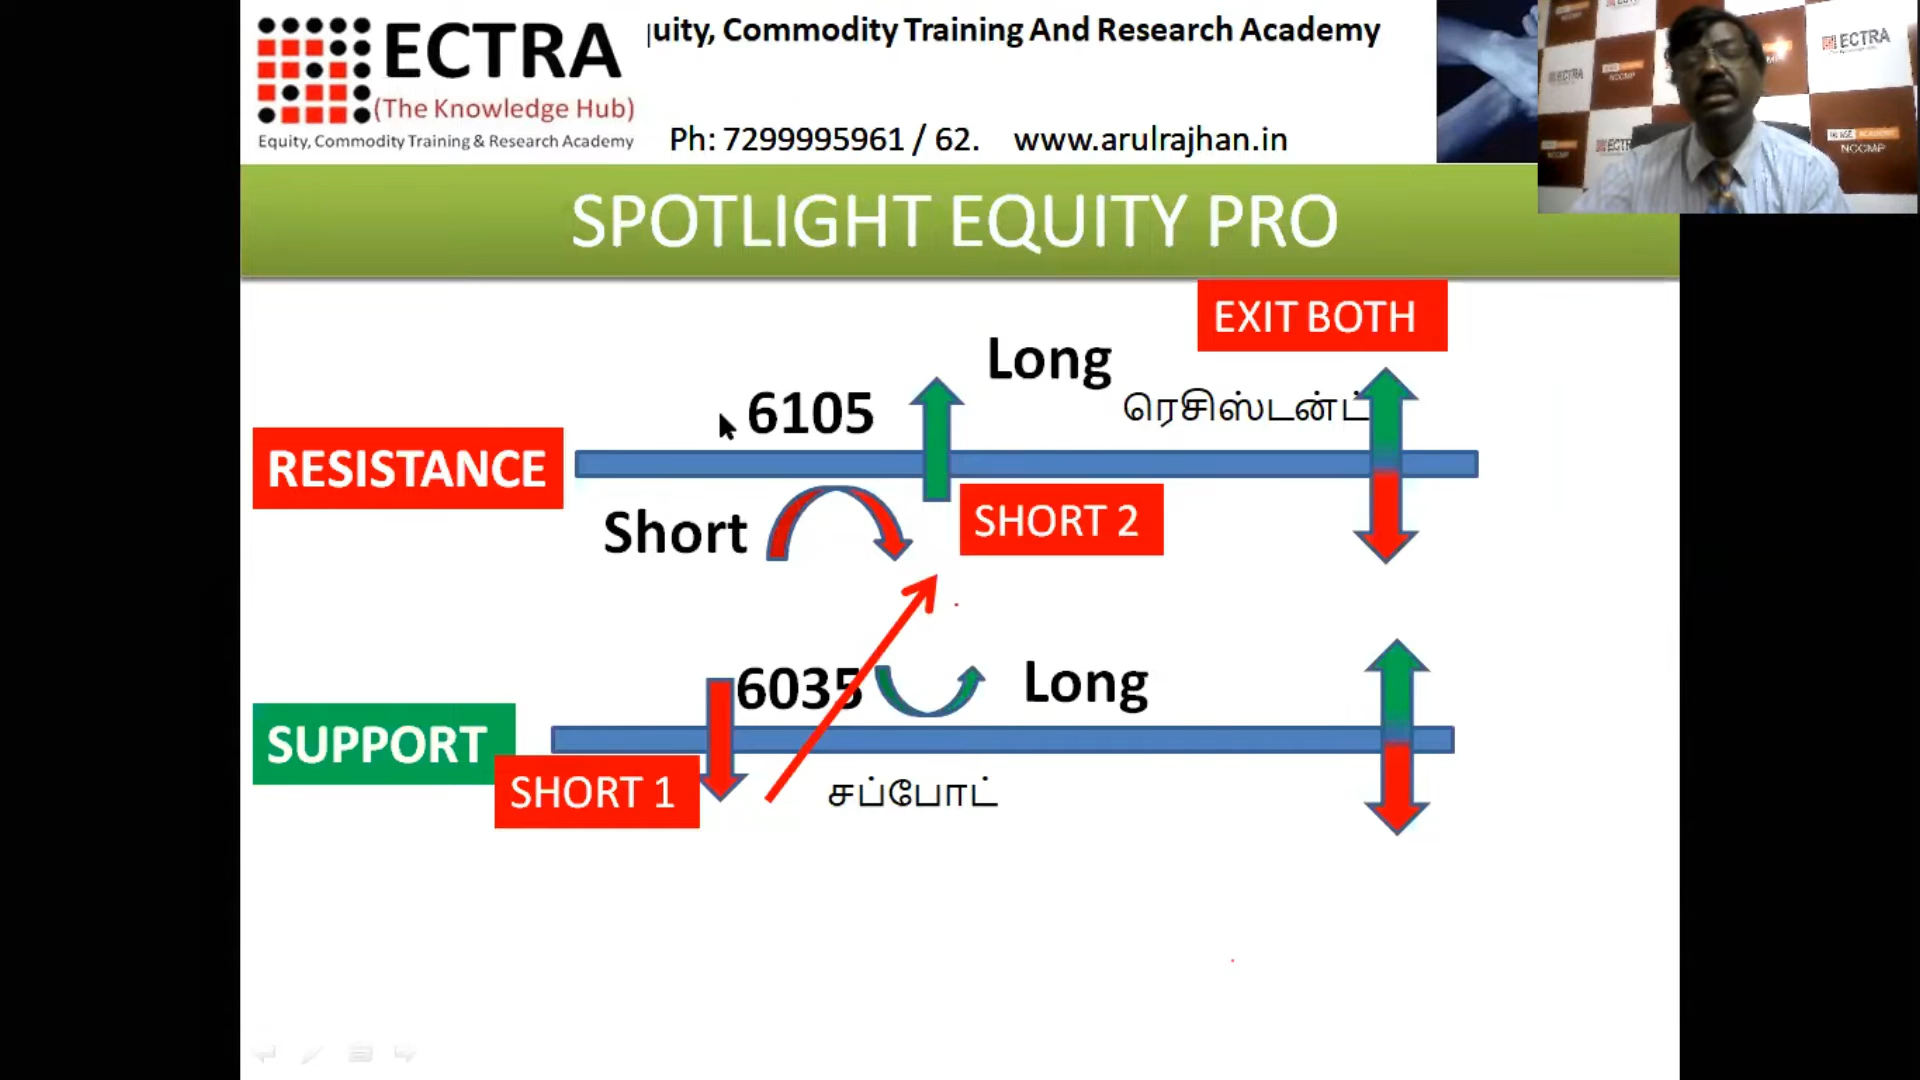 ECTRA
(The Knowledge Hub)
Equity, Commodity Training & Research Academy
uity, Commodity Training And Research Academy
Ph: 7299995961 / 62. www.arulrajhan.in
ECTRA
NCCMP
SPOTLIGHT EQUITY PRO
EXIT BOTH
Long
6105
ரெசிஸ்டன்ட்
RESISTANCE
Short
SHORT 2
6035
Long
SUPPORT
SHORT 1
சப்போட்